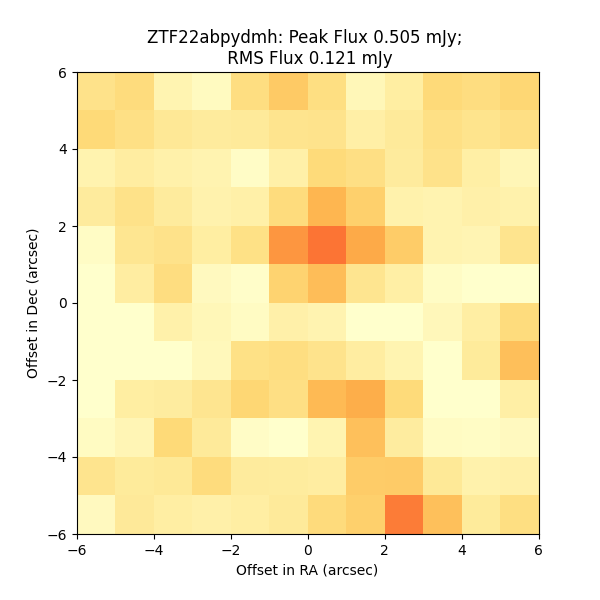 ZTF22abpydmh: Peak Flux 0.505 mJy;
RMS Flux 0.121 mJy
6
4
2
0
−2
−4
−6
Offset in Dec (arcsec)
−6 −4 −2 0 2 4 6
Offset in RA (arcsec)